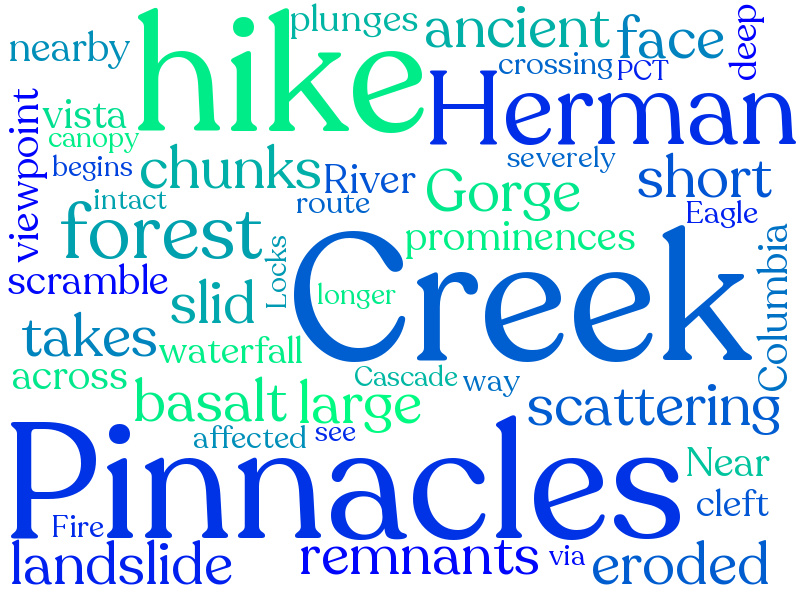 plunges
hike
ancient
face
deep
nearby
crossing
PCT
Herman
viewpoint
vista
canopy
begins
chunks
severely
River
short
intact
route
Gorge
Eagle
forest
prominences
Columbia
Creek
Locks
scramble
slid
longer
takes
waterfall
across
Cascade
way
basalt
large
scattering
affected
see
Pinnacles
Near
cleft
Fire
landslide
remnants
via
eroded